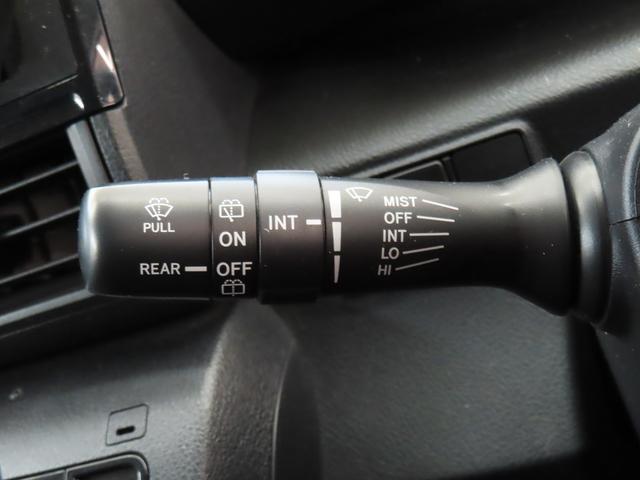 PULL
REAR
ON
OFF
INT
MIST
OFF
INT
LO
HI